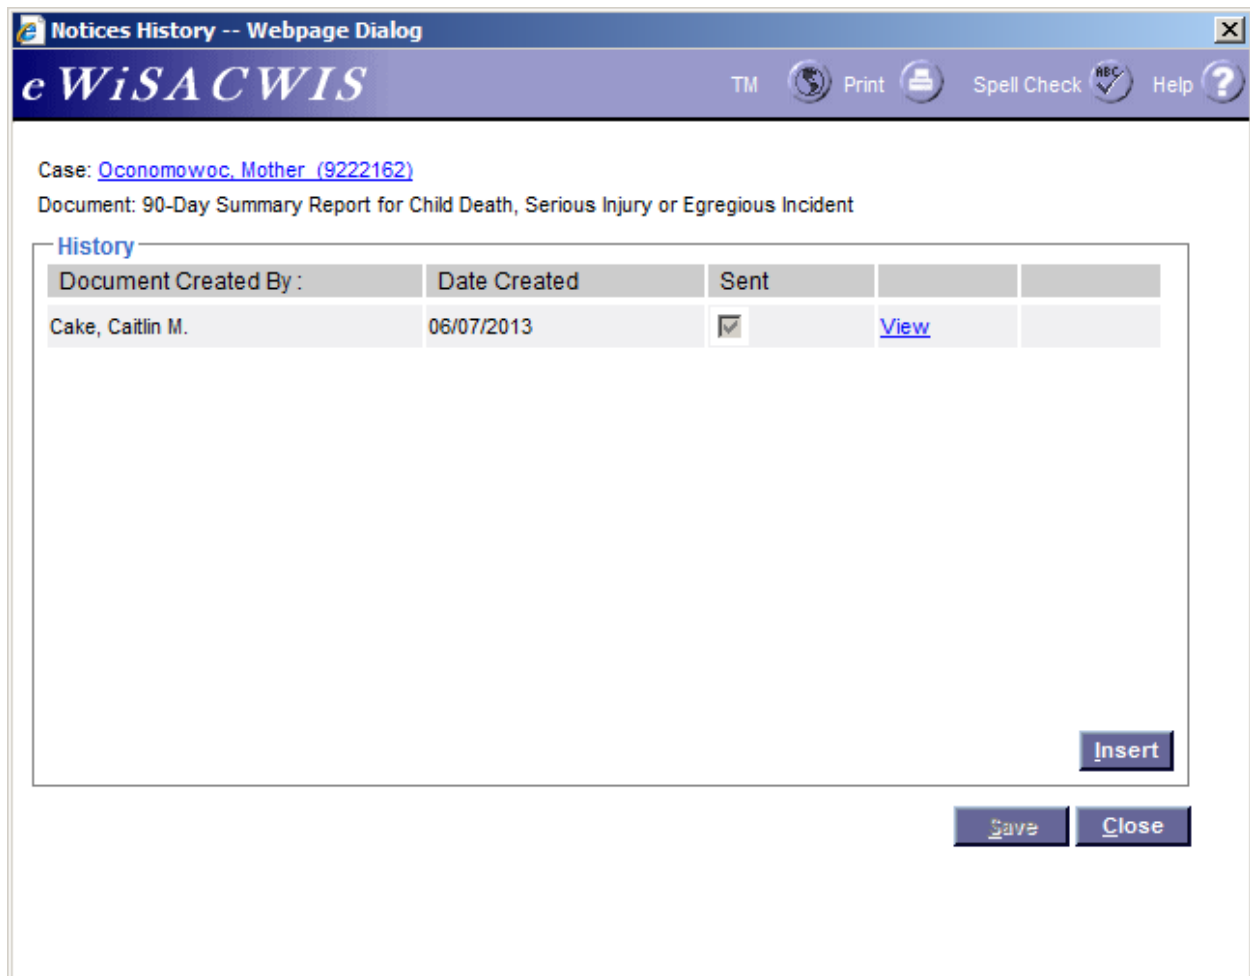 Notices History -- Webpage Dialog
e WiSACWIS TM Print Spell Check ABC Help ?
Case: Oconomowoc, Mother (9222162)
Document: 90-Day Summary Report for Child Death, Serious Injury or Egregious Incident
History
Document Created By : Date Created Sent
Cake, Caitlin M. 06/07/2013 View
Insert
Save Close